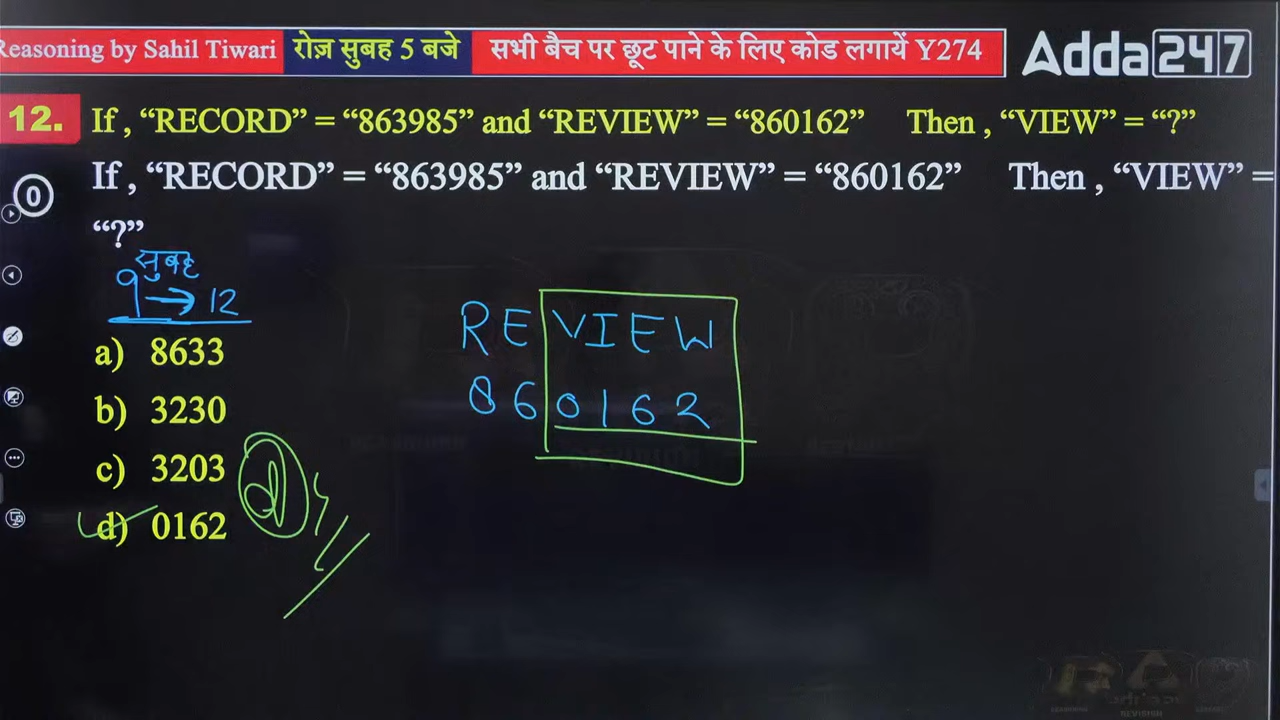 Reasoning by Sahil Tiwari रोज़ सुबह 5 बजे सभी बैच पर छूट पाने के लिए कोड लगायें Y274 Adda247
12. If , “RECORD” = “863985” and “REVIEW” = “860162” Then , “VIEW” = “?”
If , “RECORD” = “863985” and “REVIEW” = “860162” Then , “VIEW” =
“?”
सुबह
9 → 12
REVIEW
860162
a) 8633
b) 3230
c) 3203
d) 0162
d